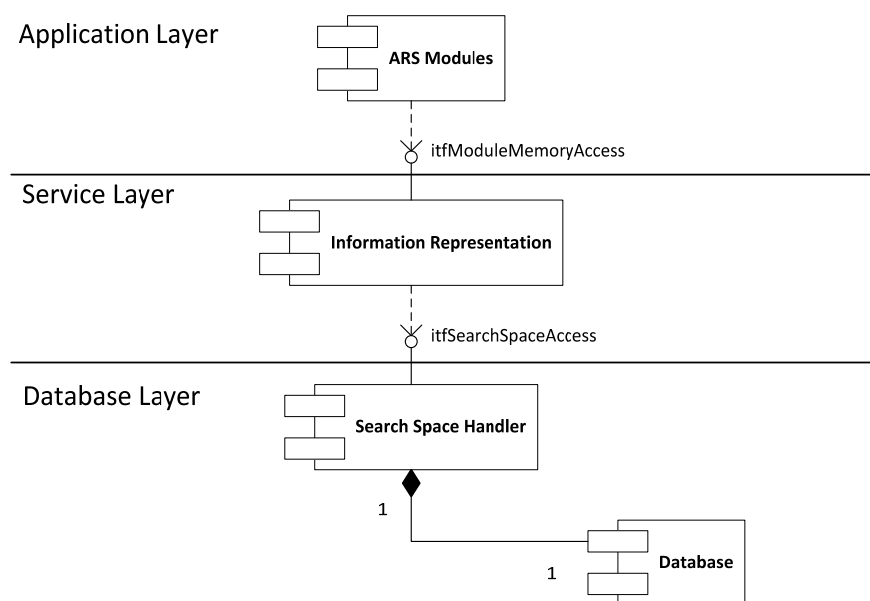 Application Layer
ARS Modules
itfModuleMemoryAccess
Service Layer
Information Representation
itfSearchSpaceAccess
Database Layer
Search Space Handler
1
1
Database